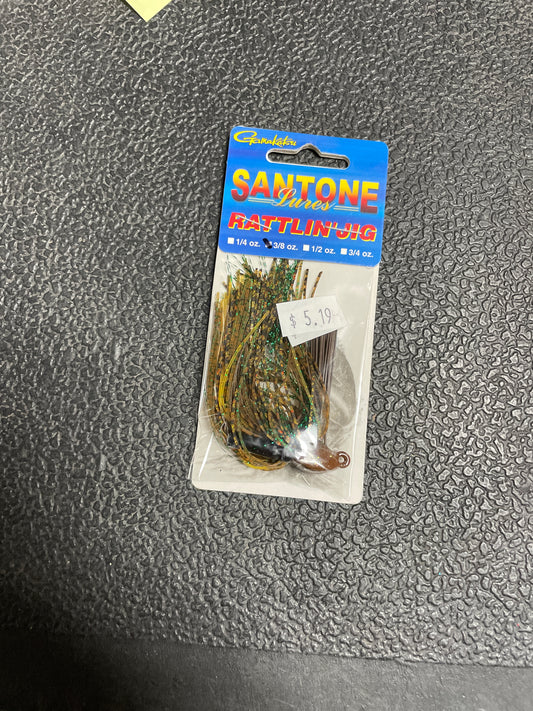 Gamakatsu
SANTONE
Lures
RATTLIN' JIG
1/4 oz. 3/8 oz. 1/2 oz. 3/4 oz.
$ 5.19